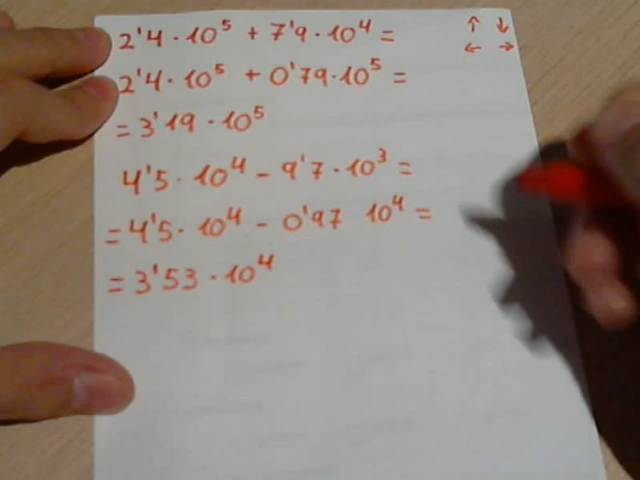 2'4 · 10⁵ + 7'9 · 10⁴ =
↑ ↓
← →
2'4 · 10⁵ + 0'79 · 10⁵ =
= 3'19 · 10⁵
4'5 · 10⁴ - 9'7 · 10³ =
= 4'5 · 10⁴ - 0'97 10⁴ =
= 3'53 · 10⁴